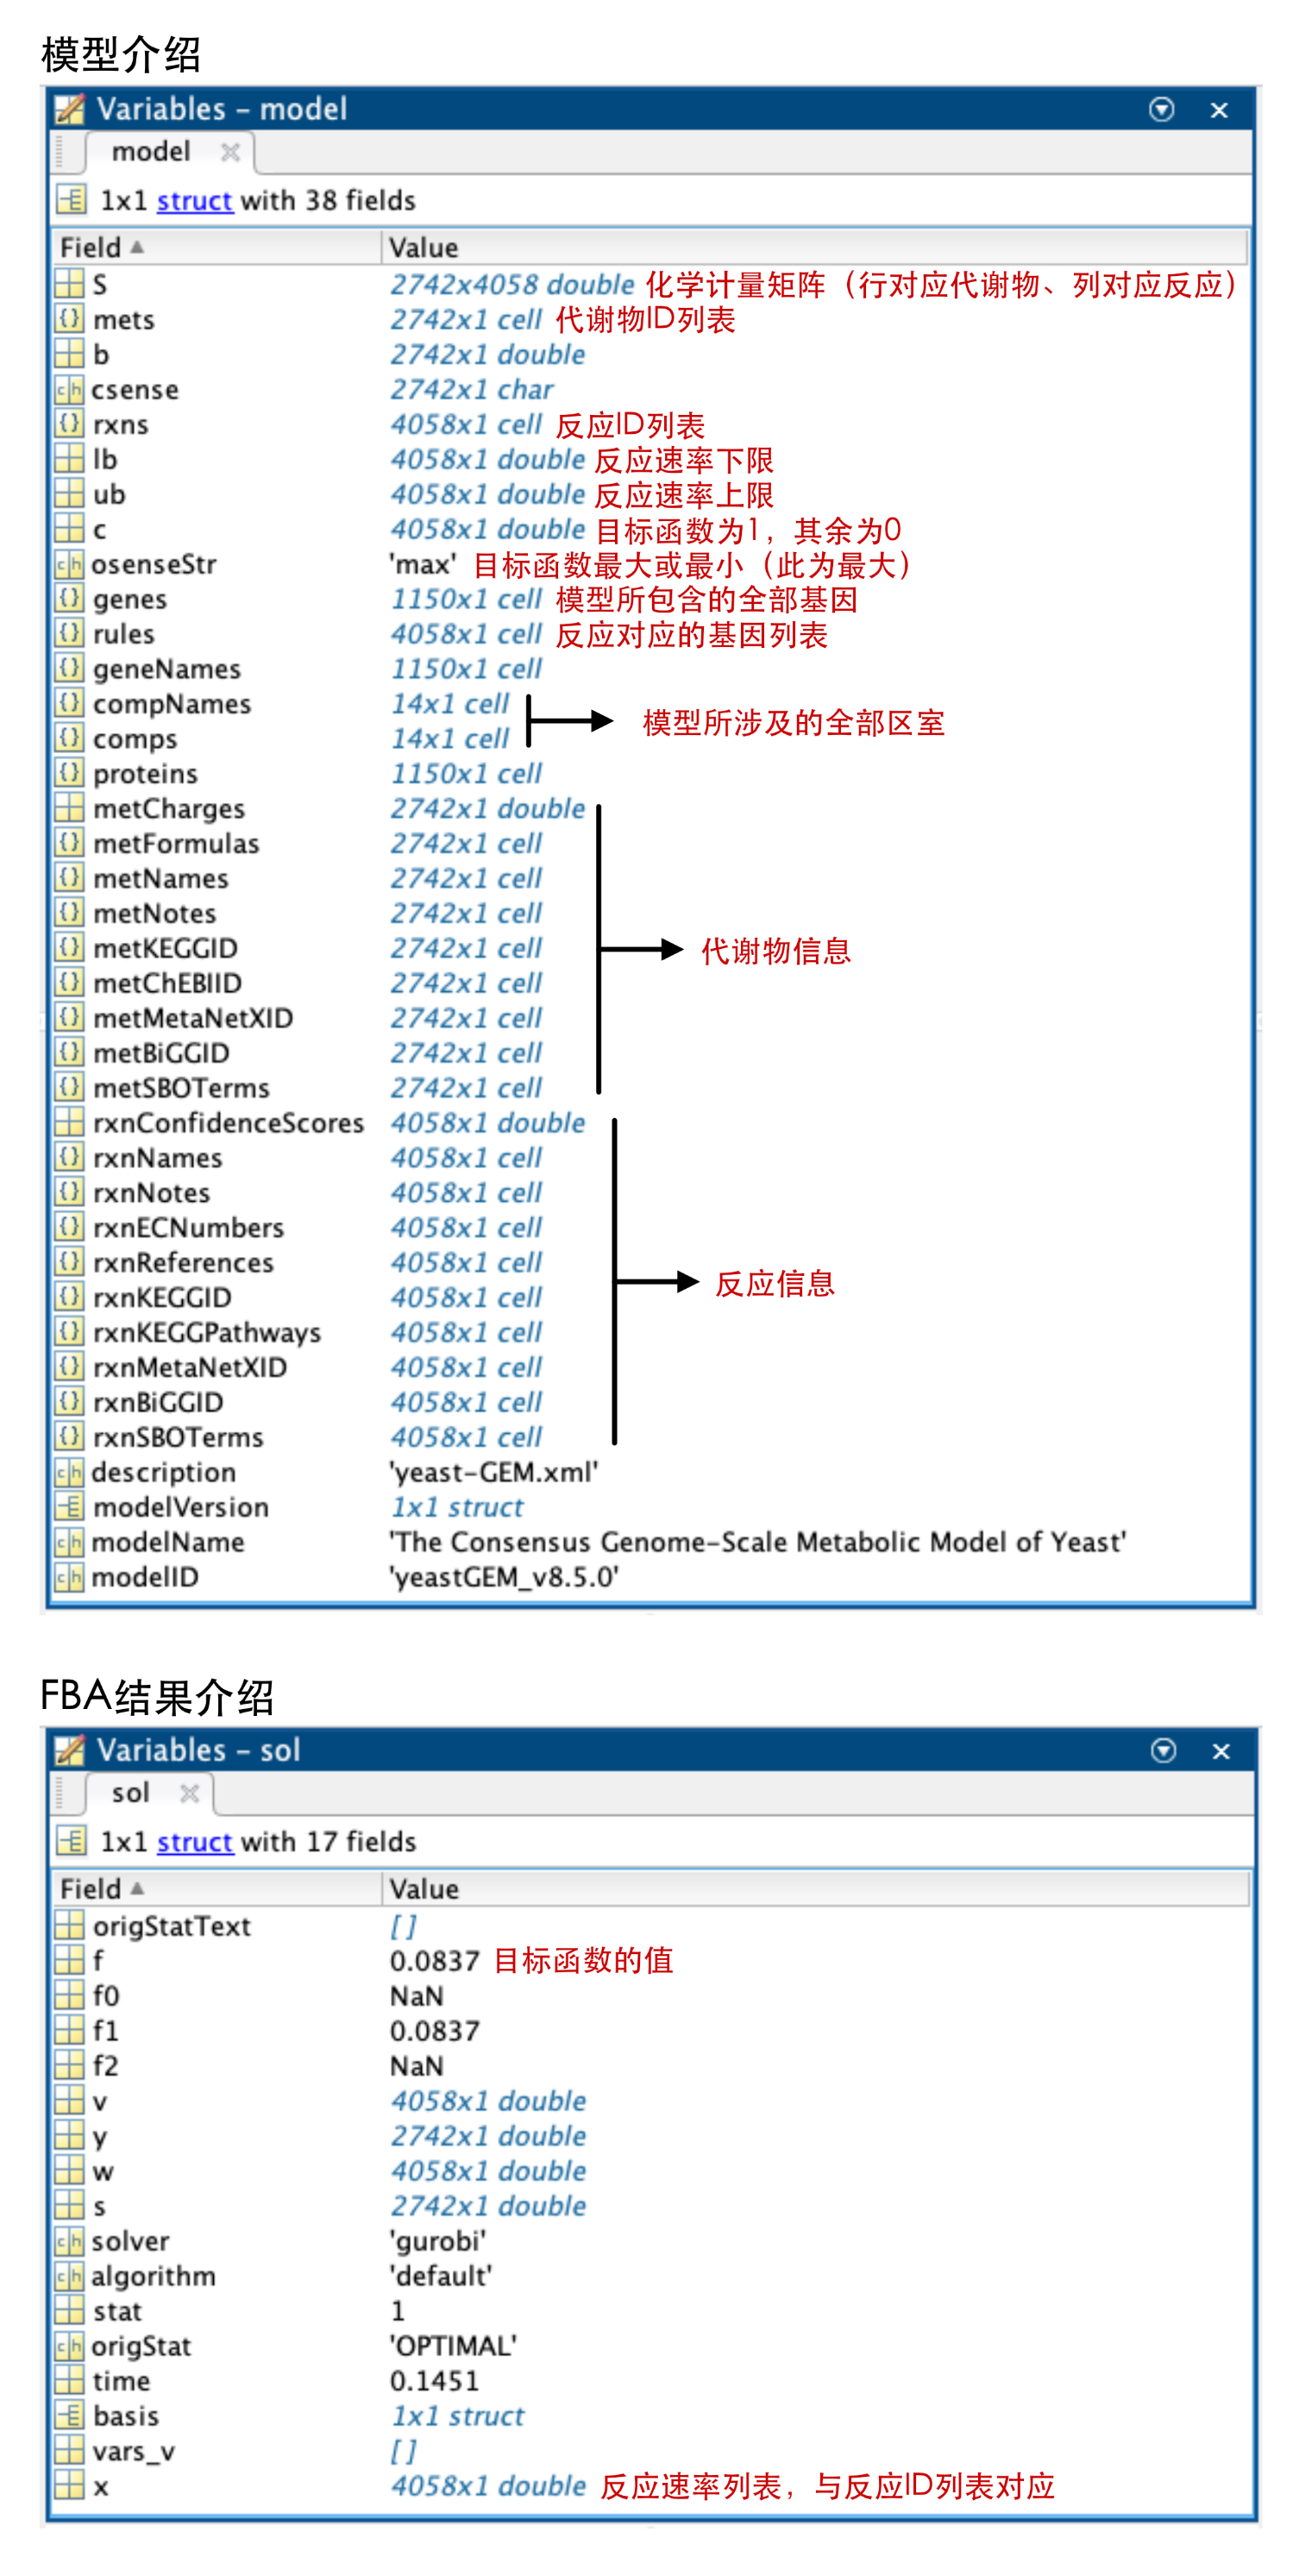 模型介绍
Variables - model
model
1x1 struct with 38 fields
Field Value
S 2742x4058 double 化学计量矩阵（行对应代谢物、列对应反应）
mets 2742x1 cell 代谢物ID列表
b 2742x1 double
csense 2742x1 char
rxns 4058x1 cell 反应ID列表
lb 4058x1 double 反应速率下限
ub 4058x1 double 反应速率上限
c 4058x1 double 目标函数为1，其余为0
osenseStr 'max' 目标函数最大或最小（此为最大）
genes 1150x1 cell 模型所包含的全部基因
rules 4058x1 cell 反应对应的基因列表
geneNames 1150x1 cell
compNames 14x1 cell
模型所涉及的全部区室
comps 14x1 cell
proteins 1150x1 cell
metCharges 2742x1 double
metFormulas 2742x1 cell
metNames 2742x1 cell
metNotes 2742x1 cell
metKEGGID 2742x1 cell 代谢物信息
metChEBIID 2742x1 cell
metMetaNetXID 2742x1 cell
metBiGGID 2742x1 cell
metSBOTerms 2742x1 cell
rxnConfidenceScores 4058x1 double
rxnNames 4058x1 cell
rxnNotes 4058x1 cell
rxnECNumbers 4058x1 cell
rxnReferences 4058x1 cell
反应信息
rxnKEGGID 4058x1 cell
rxnKEGGPathways 4058x1 cell
rxnMetaNetXID 4058x1 cell
rxnBiGGID 4058x1 cell
rxnSBOTerms 4058x1 cell
description 'yeast-GEM.xml'
modelVersion 1x1 struct
modelName 'The Consensus Genome-Scale Metabolic Model of Yeast'
modelID 'yeastGEM_v8.5.0'
FBA结果介绍
Variables - sol
sol
1x1 struct with 17 fields
Field Value
origStatText []
f 0.0837 目标函数的值
f0 NaN
f1 0.0837
f2 NaN
v 4058x1 double
y 2742x1 double
w 4058x1 double
s 2742x1 double
solver 'gurobi'
algorithm 'default'
stat 1
origStat 'OPTIMAL'
time 0.1451
basis 1x1 struct
vars_v []
x 4058x1 double 反应速率列表，与反应ID列表对应